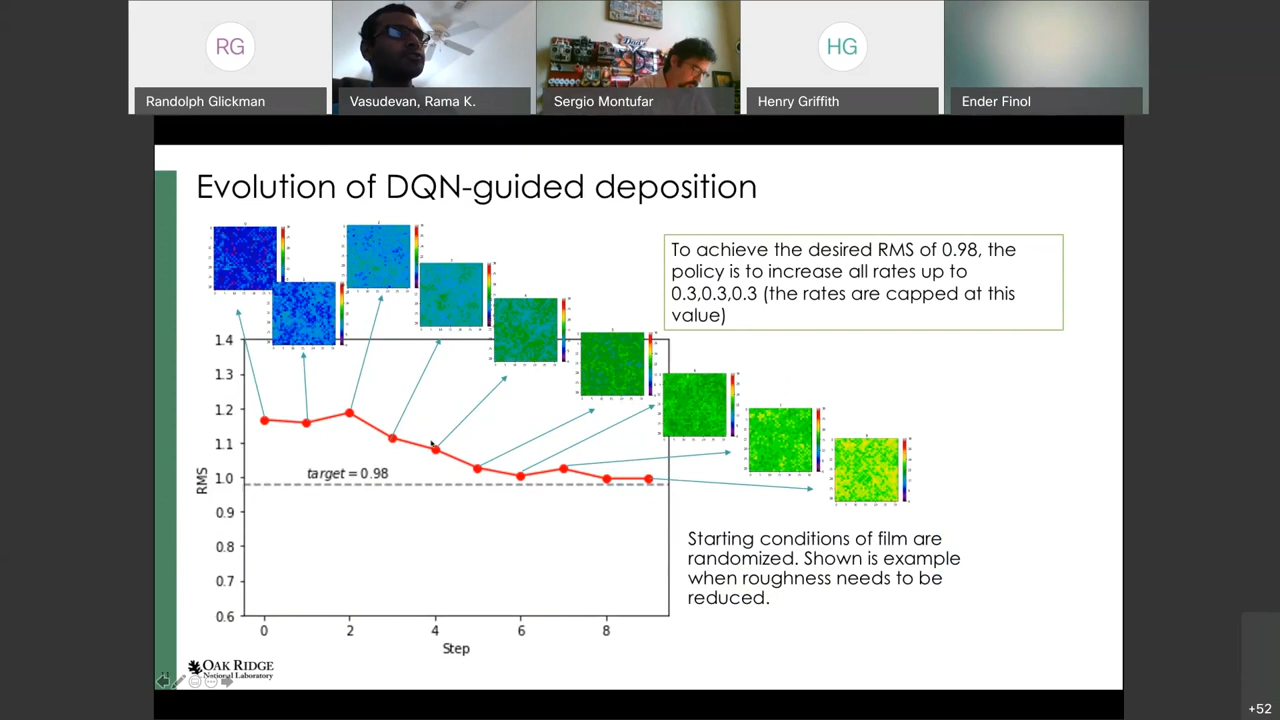 RG
HG
Randolph Glickman
Vasudevan, Rama K.
Sergio Montufar
Henry Griffith
Ender Finol
Evolution of DQN-guided deposition
To achieve the desired RMS of 0.98, the
policy is to increase all rates up to
0.3,0.3,0.3 (the rates are capped at this
value)
1.4
1.3
1.2
1.1
1.0
0.9
0.8
0.7
0.6
RMS
target = 0.98
0
2
4
6
8
Step
Starting conditions of film are
randomized. Shown is example
when roughness needs to be
reduced.
OAK RIDGE
National Laboratory
+52